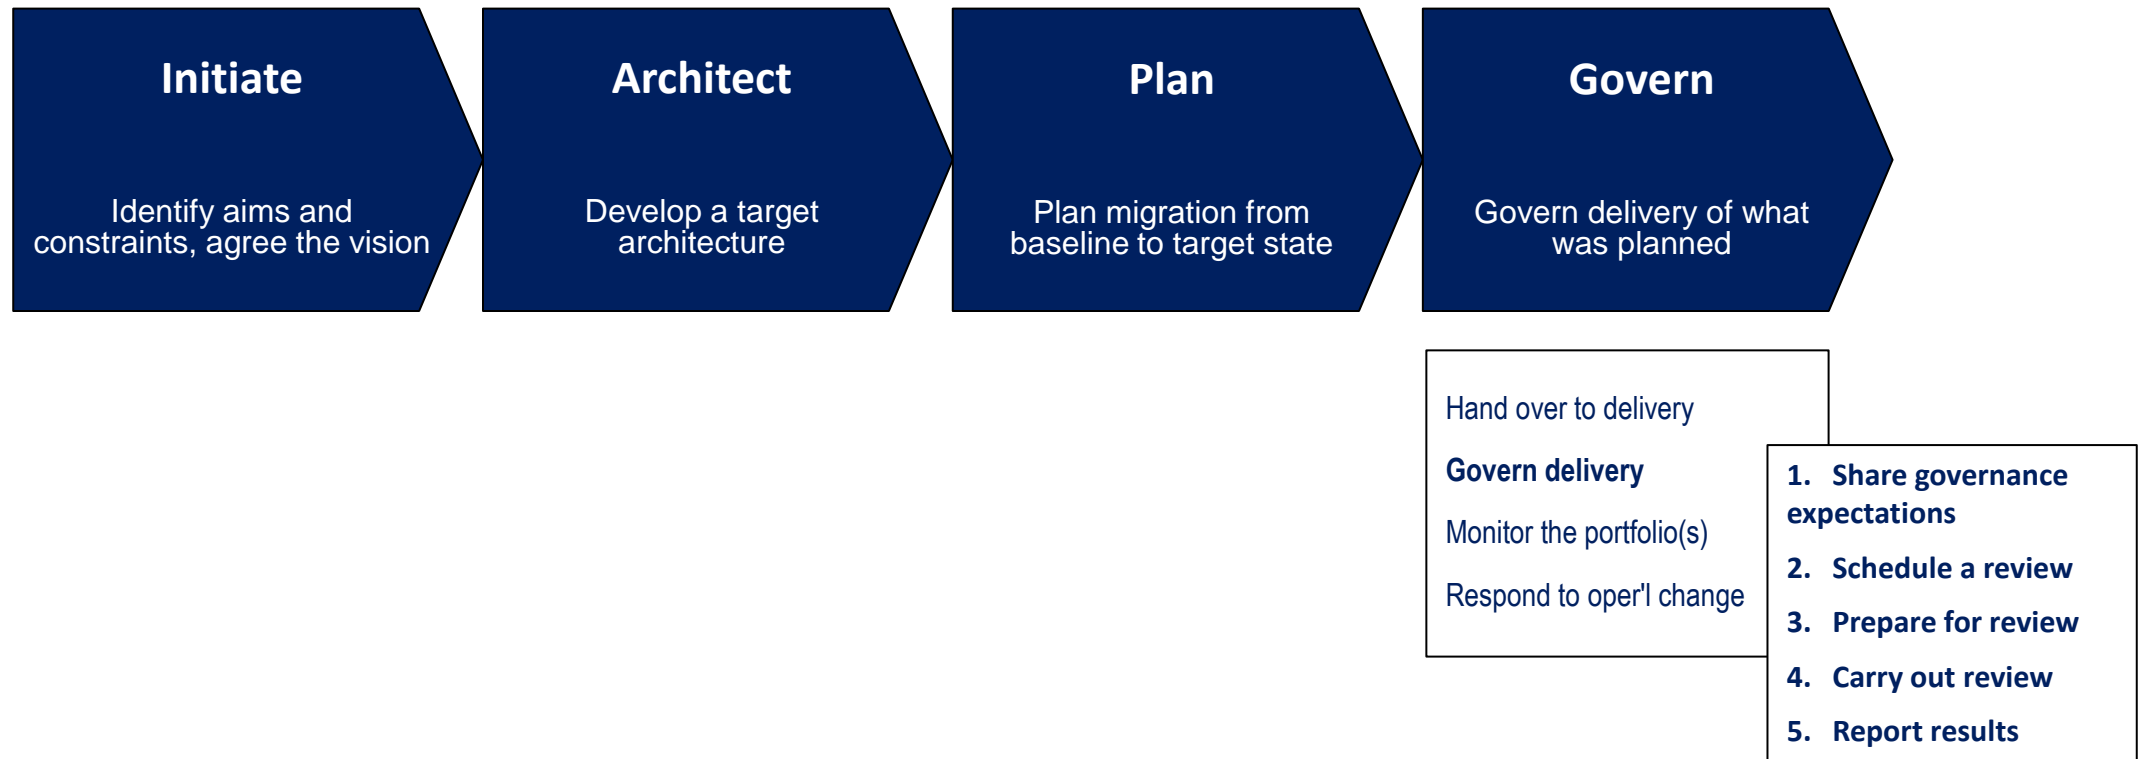 Initiate
Identify aims and
constraints, agree the vision
Architect
Develop a target
architecture
Plan
Plan migration from
baseline to target state
Govern
Govern delivery of what
was planned
Hand over to delivery
Govern delivery
Monitor the portfolio(s)
Respond to oper'l change
1. Share governance
expectations
2. Schedule a review
3. Prepare for review
4. Carry out review
5. Report results